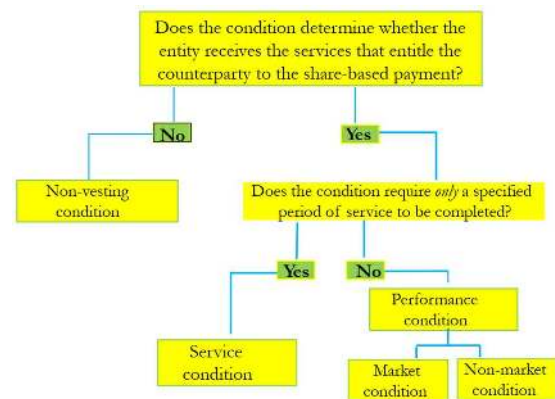 Does the condition determine whether the
entity receives the services that entitle the
counterparty to the share-based payment?
No
Yes
Non-vesting
condition
Does the condition require only a specified
period of service to be completed?
Yes
No
Performance
condition
Service
condition
Market
condition
Non-market
condition